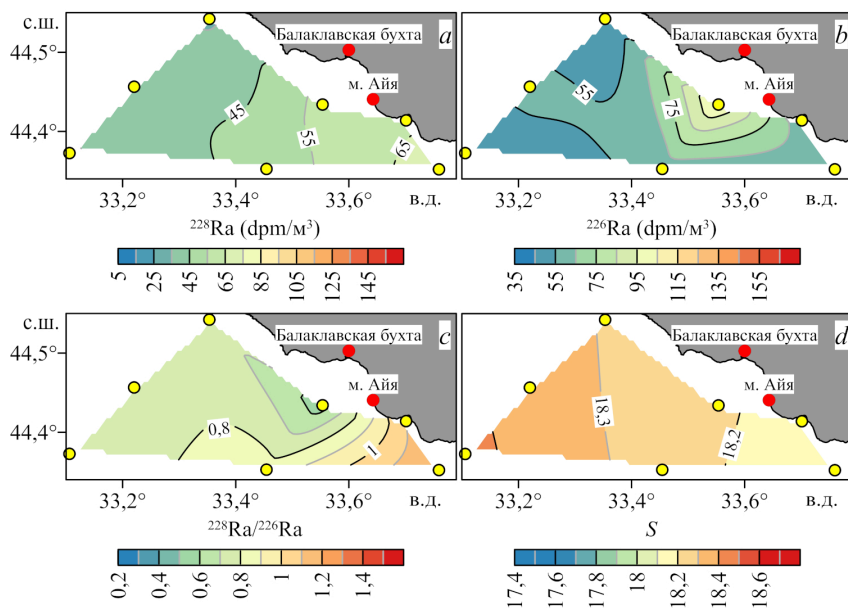 с.ш.
44,5°
44,4°
Балаклавская бухта
a
м. Айя
45
55
65
33,2°
33,4°
33,6°
в.д.
²²⁸Ra (dpm/м³)
5
25
45
65
85
105
125
145
Балаклавская бухта
b
м. Айя
55
75
33,2°
33,4°
33,6°
в.д.
²²⁶Ra (dpm/м³)
35
55
75
95
115
135
155
с.ш.
44,5°
44,4°
Балаклавская бухта
c
м. Айя
0,8
1
33,2°
33,4°
33,6°
в.д.
²²⁸Ra/²²⁶Ra
0,2
0,4
0,6
0,8
1
1,2
1,4
Балаклавская бухта
d
м. Айя
18,3
18,2
33,2°
33,4°
33,6°
в.д.
S
17,4
17,6
17,8
18
18,2
18,4
18,6